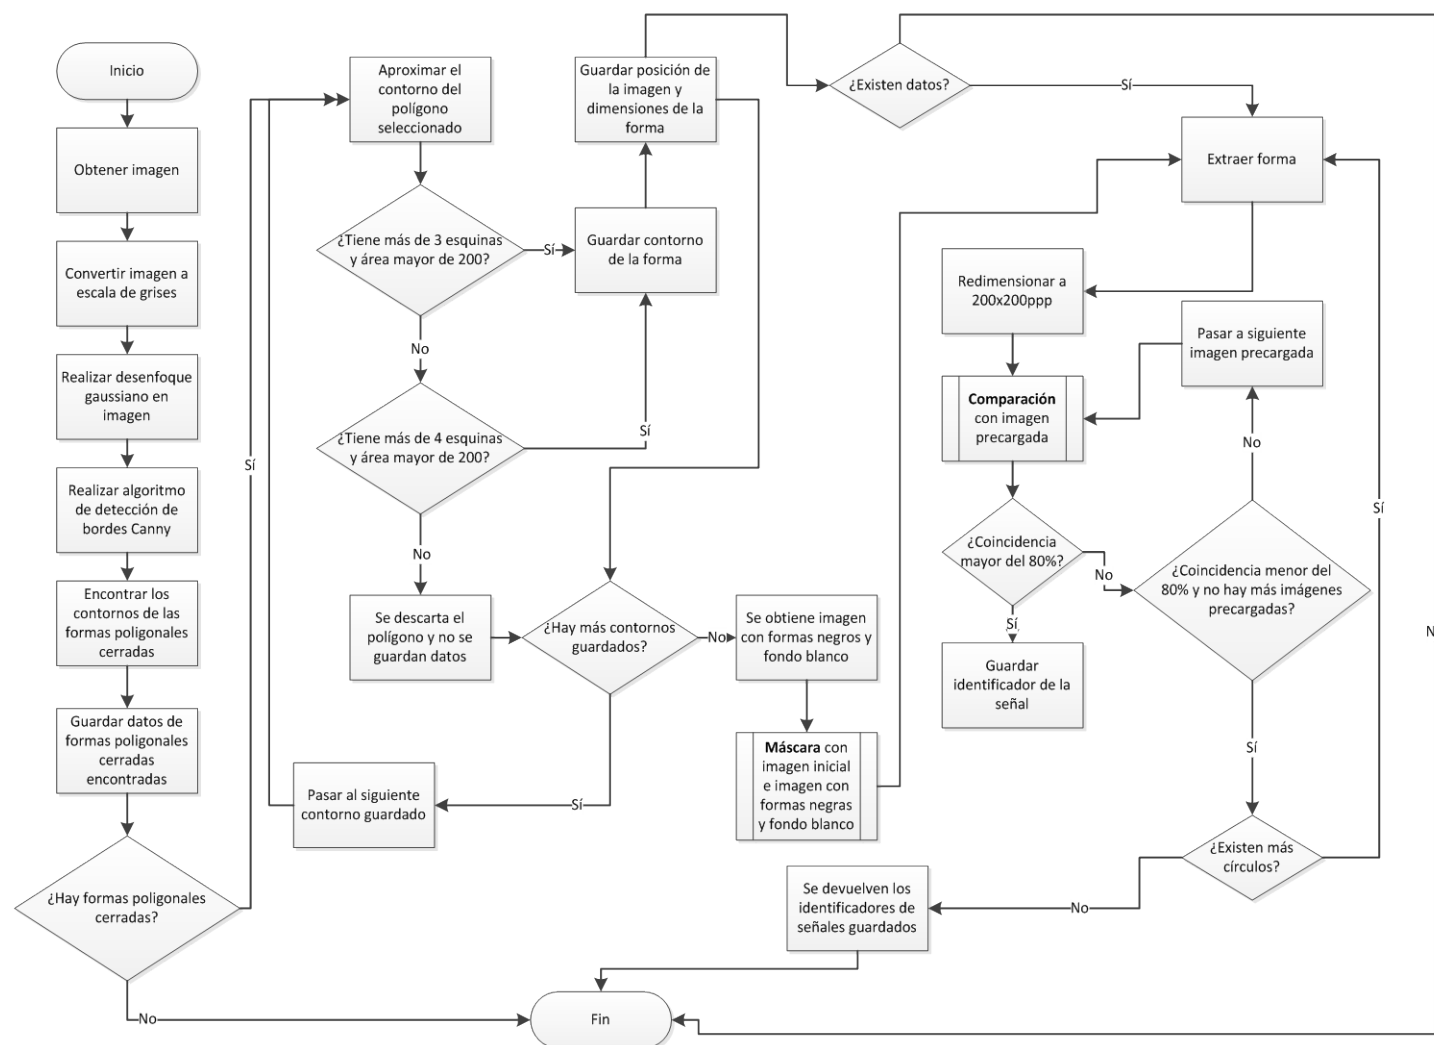 Inicio
Obtener imagen
Convertir imagen a
escala de grises
Realizar desenfoque
gaussiano en
imagen
Realizar algoritmo
de detección de
bordes Canny
Encontrar los
contornos de las
formas poligonales
cerradas
Guardar datos de
formas poligonales
cerradas
encontradas
¿Hay formas poligonales
cerradas?
No
Sí
Aproximar el
contorno del
polígono
seleccionado
¿Tiene más de 3 esquinas
y área mayor de 200?
Sí
No
¿Tiene más de 4 esquinas
y área mayor de 200?
Sí
No
Se descarta el
polígono y no se
guardan datos
Guardar contorno
de la forma
Guardar posición de
la imagen y
dimensiones de la
forma
¿Hay más contornos
guardados?
No
Sí
Pasar al siguiente
contorno guardado
Se obtiene imagen
con formas negros y
fondo blanco
Máscara con
imagen inicial
e imagen con
formas negras
y fondo blanco
¿Existen datos?
Sí
N
Extraer forma
Redimensionar a
200x200ppp
Comparación
con imagen
precargada
Pasar a siguiente
imagen precargada
¿Coincidencia
mayor del 80%?
No
Sí
Guardar
identificador de la
señal
¿Coincidencia menor del
80% y no hay más imágenes
precargadas?
No
Sí
¿Existen más
círculos?
Sí
No
Se devuelven los
identificadores de
señales guardados
Fin